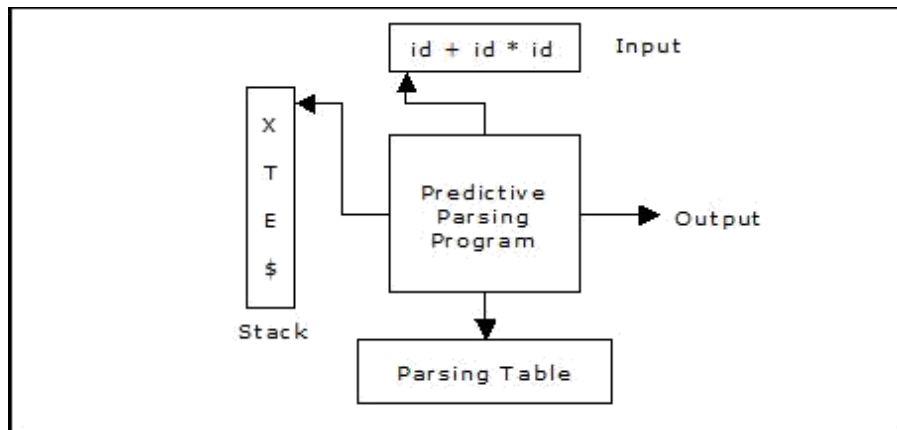 id + id * id
Input
X
T
E
$
Stack
Predictive
Parsing
Program
Output
Parsing Table